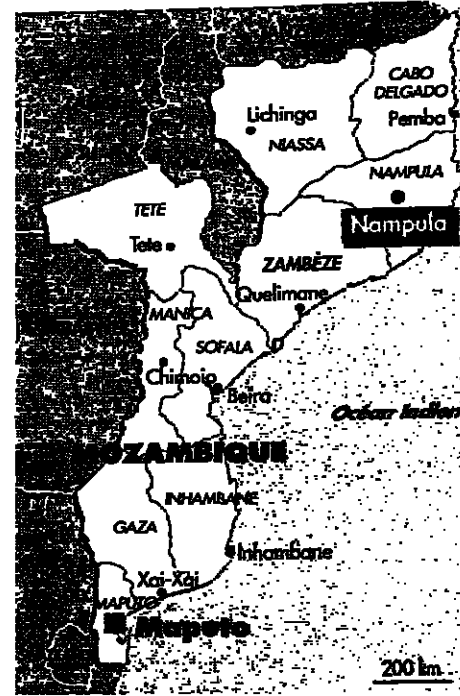 CABO
DELGADO
Pemba
Lichinga
NIASSA
NAMPULA
Nampula
TETE
Tete
ZAMBÈZE
Quelimane
MANICA
SOFALA
Chimoio
Beira
Océan Indien
MOZAMBIQUE
INHAMBANE
GAZA
Inhambane
Xai-Xai
MAPUTO
Maputo
200 km